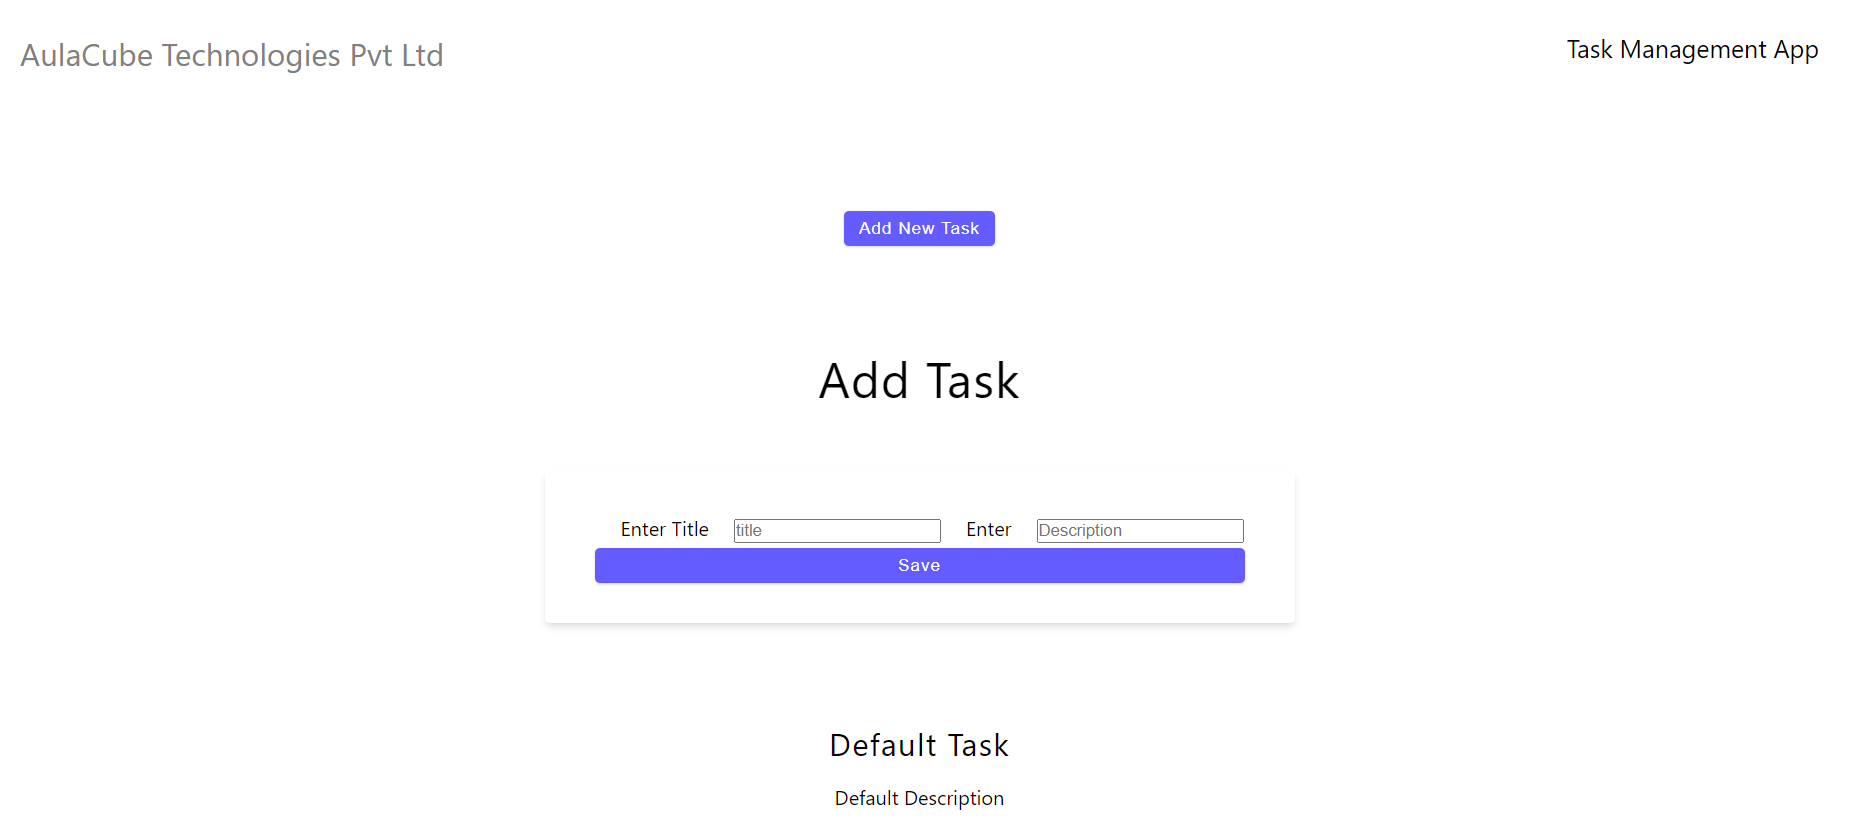 AulaCube Technologies Pvt Ltd
Task Management App
Add New Task
Add Task
Enter Title title Enter Description
Save
Default Task
Default Description